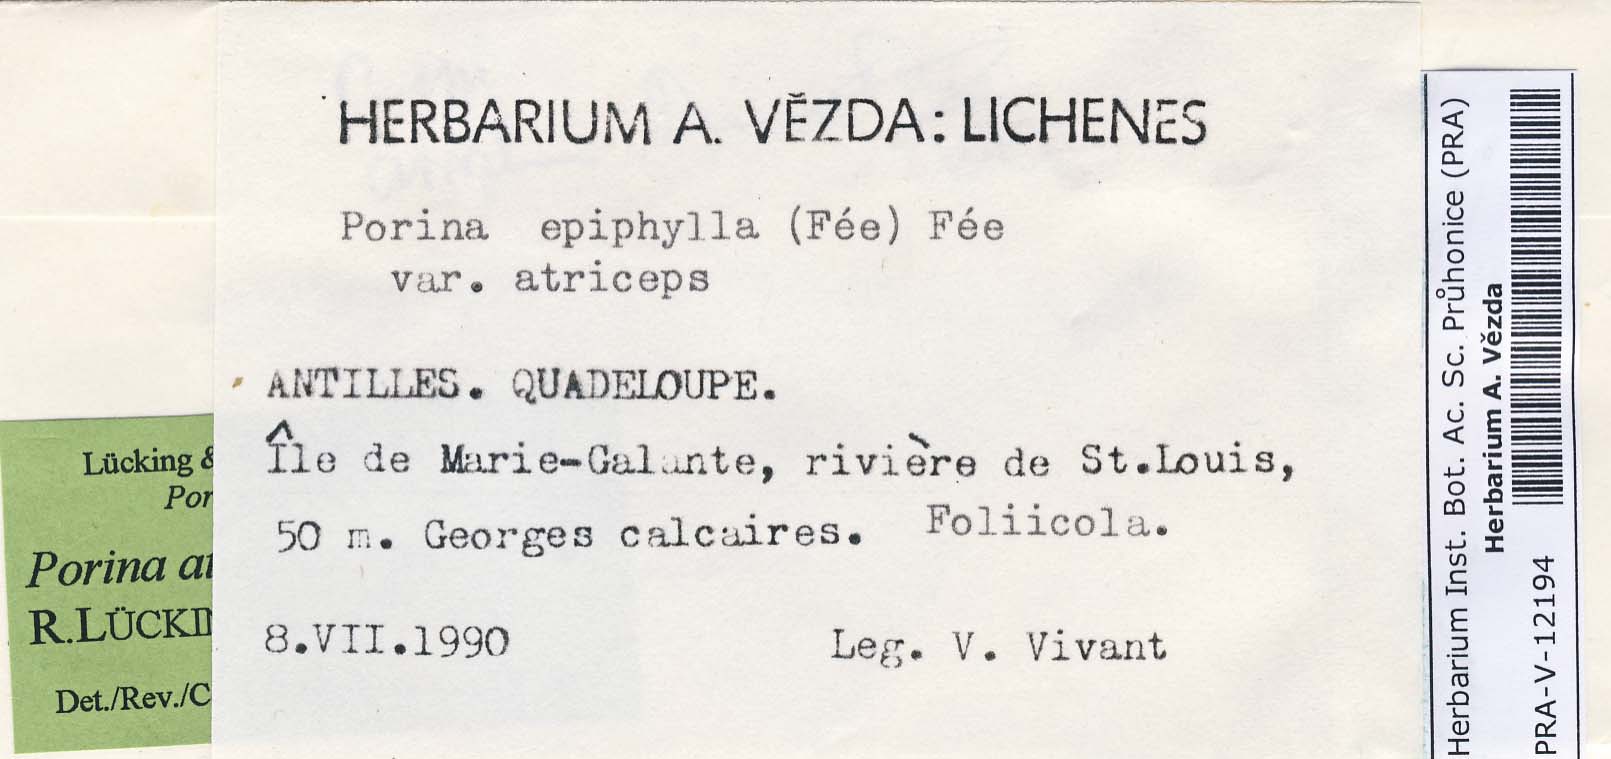 HERBARIUM A. VĚZDA: LICHENES
Porina epiphylla (Fée) Fée
var. atriceps
ANTILLES. QUADELOUPE.
Île de Marie-Galante, rivière de St.Louis,
50 m. Georges calcaires. Foliicola.
8.VII.1990 Leg. V. Vivant
Lücking &
Por
Porina at
R.LÜCKIN
Det./Rev./C
Herbarium Inst. Bot. Ac. Sc. Průhonice (PRA)
Herbarium A. Vězda
PRA-V-12194